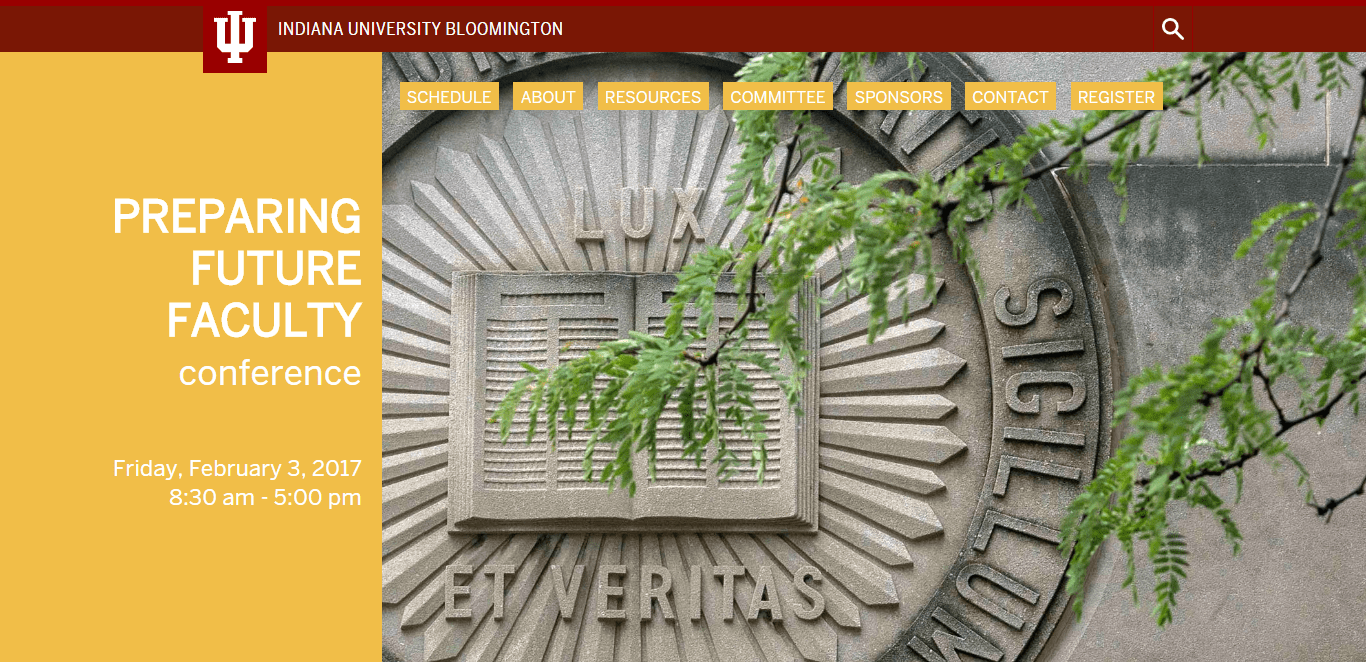 INDIANA UNIVERSITY BLOOMINGTON
SCHEDULE ABOUT RESOURCES COMMITTEE SPONSORS CONTACT REGISTER
PREPARING
FUTURE
FACULTY
conference
Friday, February 3, 2017
8:30 am - 5:00 pm
LUX
ET VERITAS
SIGILLUM